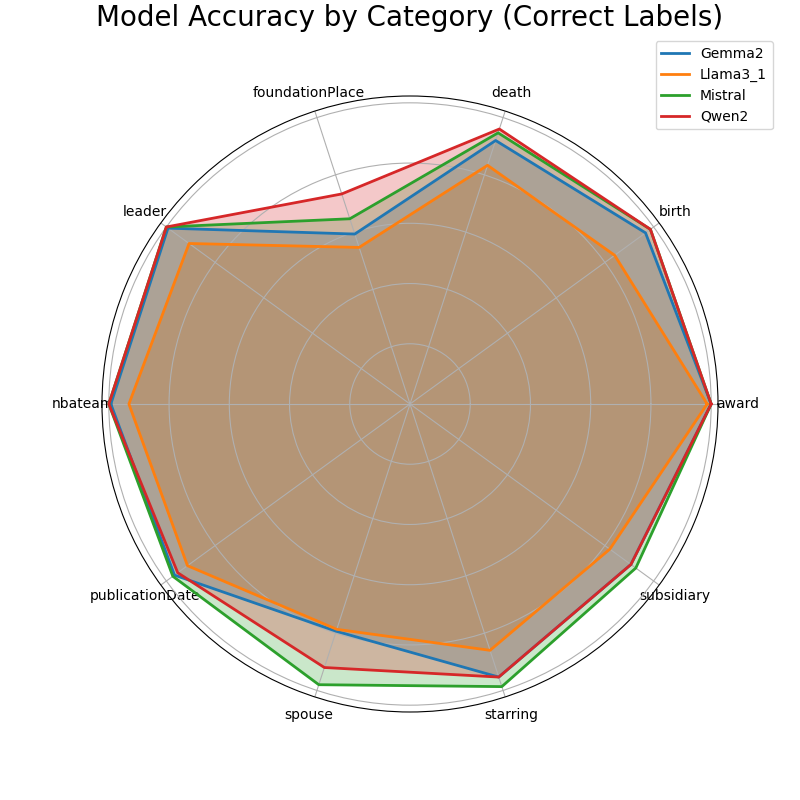 Model Accuracy by Category (Correct Labels)
Gemma2
Llama3_1
Mistral
Qwen2
foundationPlace
death
leader
birth
nbateam
award
publicationDate
subsidiary
spouse
starring